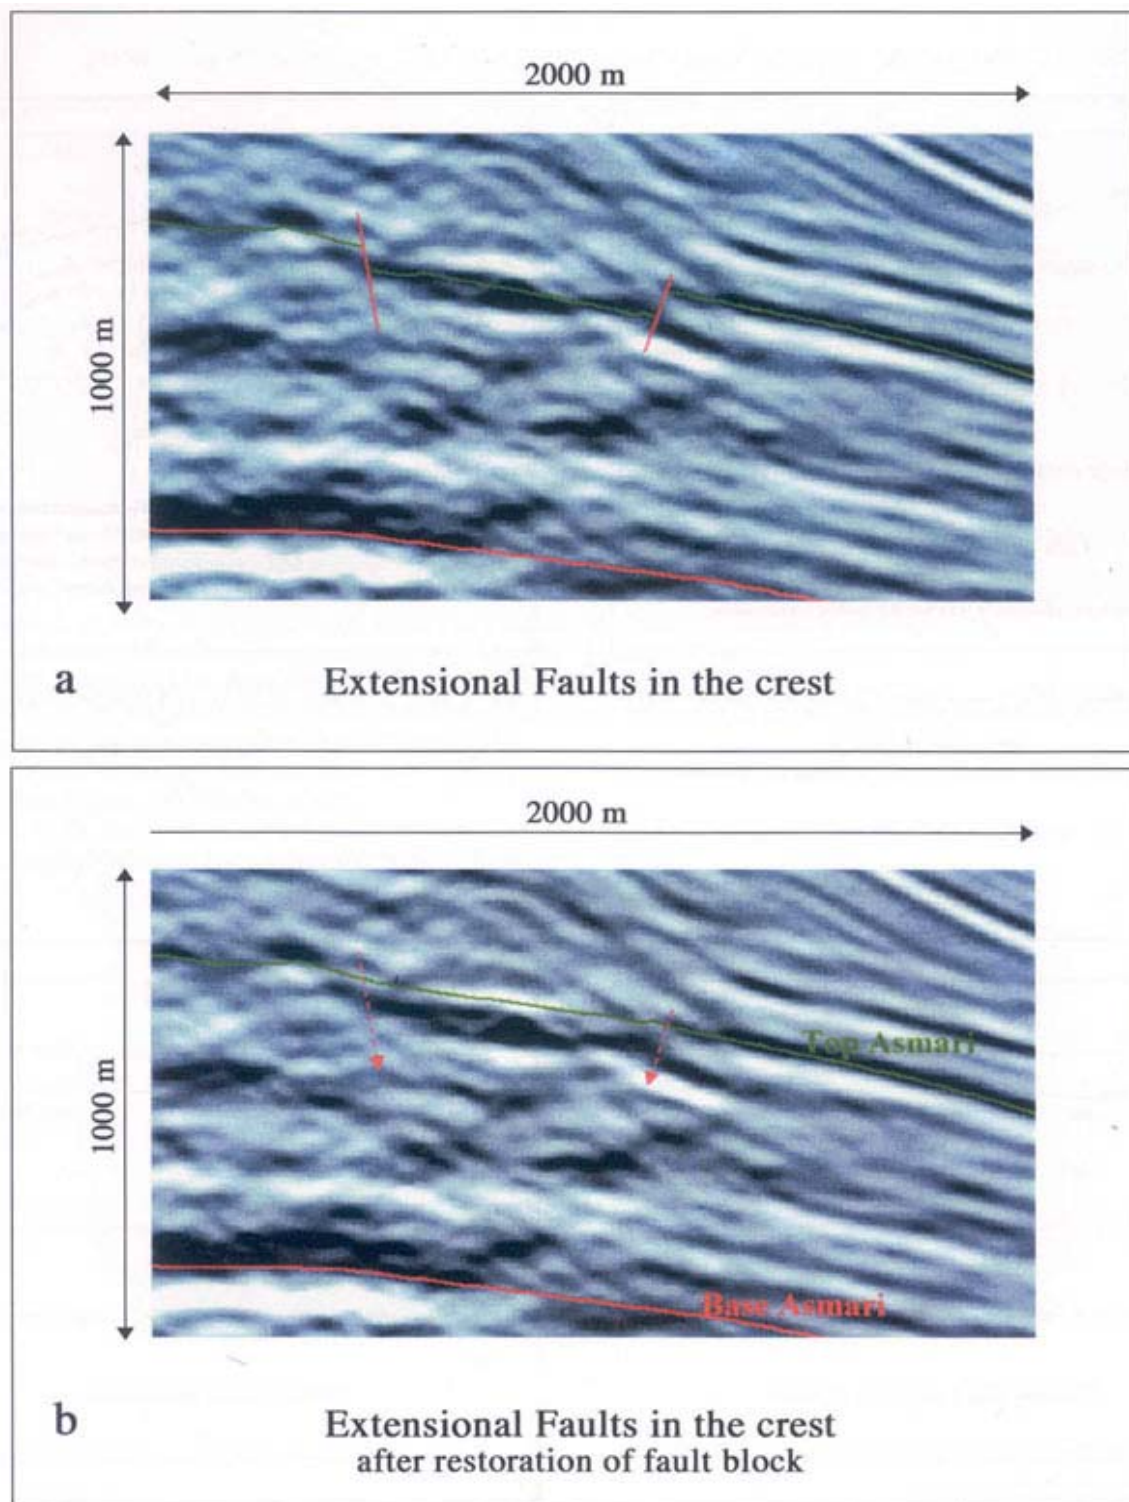 2000 m
1000 m
a
Extensional Faults in the crest
2000 m
1000 m
Top Asmari
Base Asmari
b
Extensional Faults in the crest
after restoration of fault block